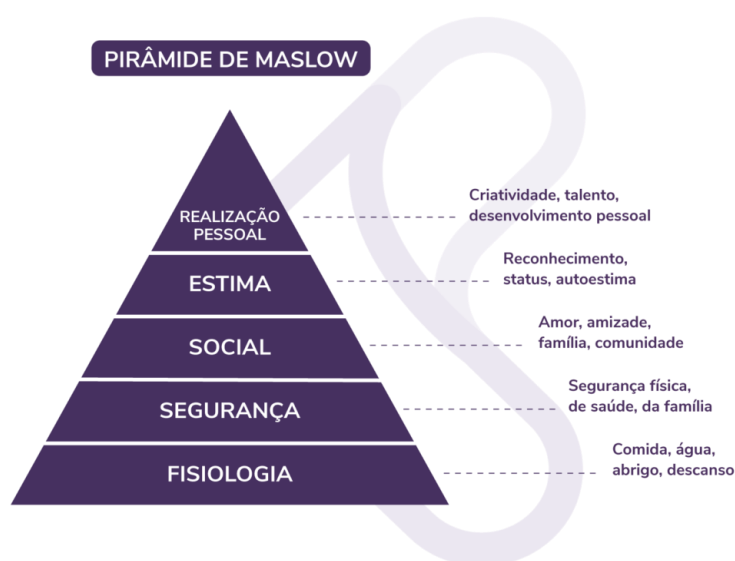 PIRÂMIDE DE MASLOW
REALIZAÇÃO
PESSOAL
Criatividade, talento,
desenvolvimento pessoal
ESTIMA
Reconhecimento,
status, autoestima
SOCIAL
Amor, amizade,
família, comunidade
SEGURANÇA
Segurança física,
de saúde, da família
FISIOLOGIA
Comida, água,
abrigo, descanso